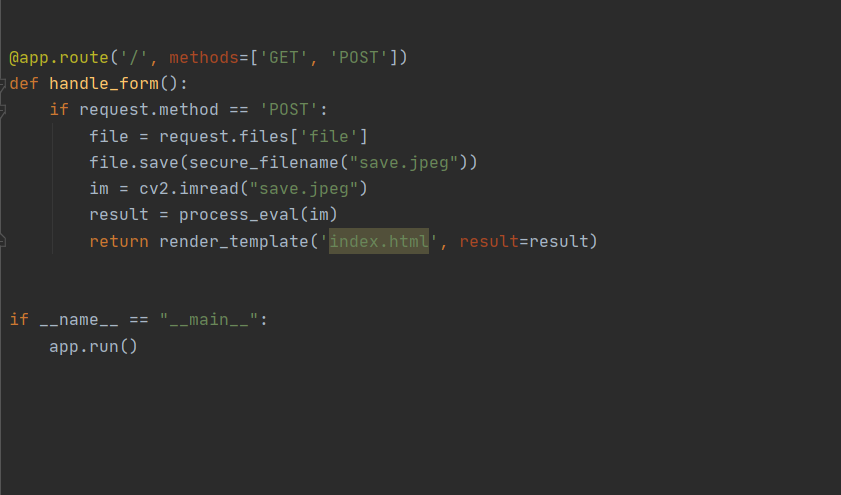 @app.route('/', methods=['GET', 'POST'])
def handle_form():
    if request.method == 'POST':
        file = request.files['file']
        file.save(secure_filename("save.jpeg"))
        im = cv2.imread("save.jpeg")
        result = process_eval(im)
        return render_template('index.html', result=result)
if __name__ == "__main__":
    app.run()